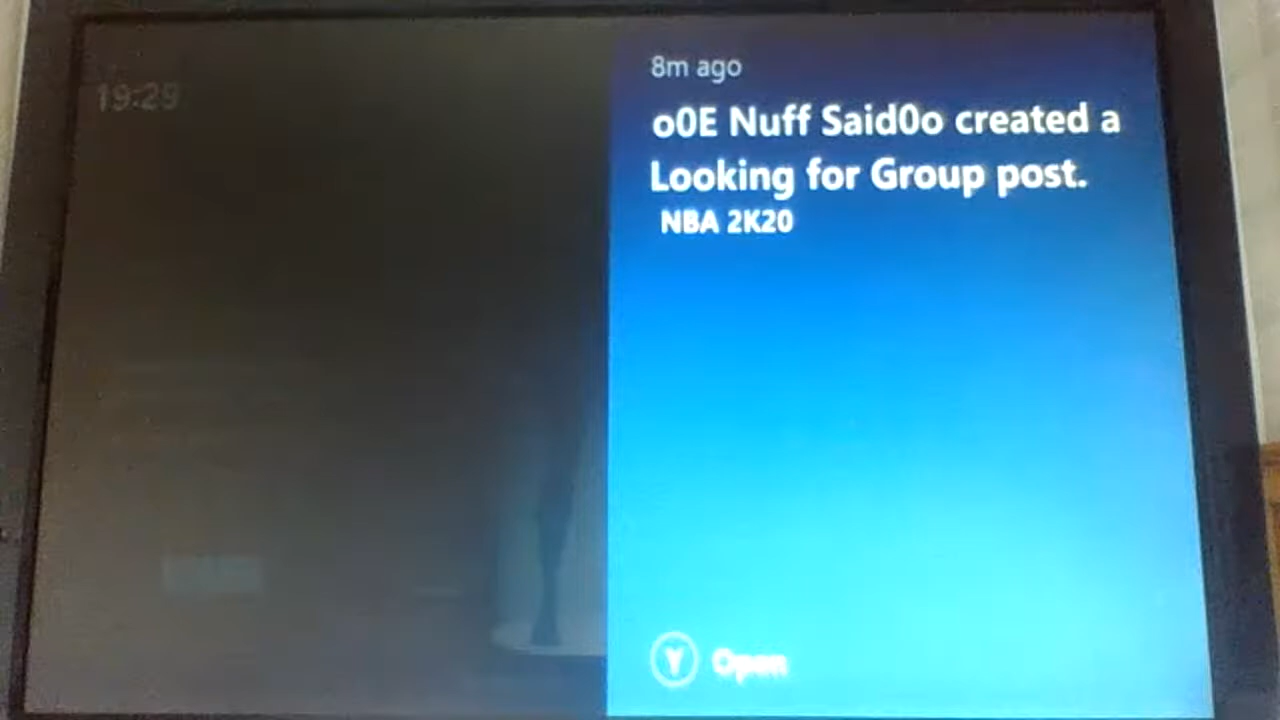 19:29
8m ago
o0E Nuff Said0o created a
Looking for Group post.
NBA 2K20
Y Open